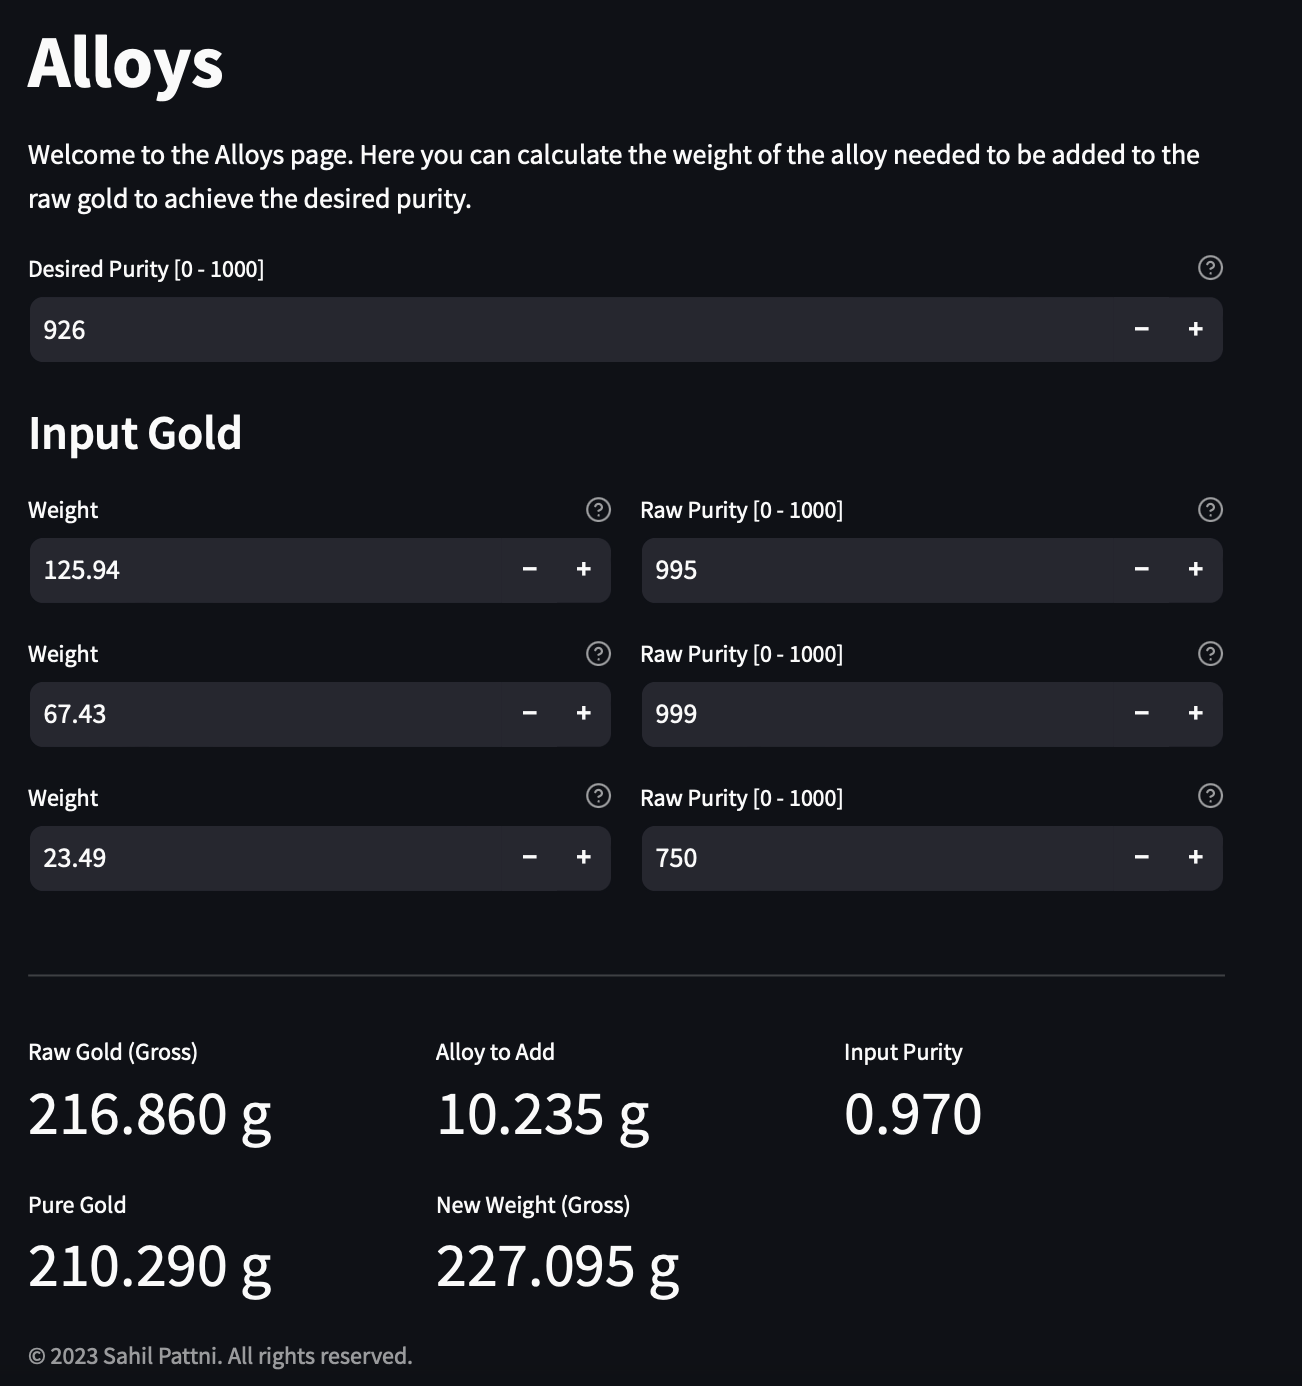 Alloys
Welcome to the Alloys page. Here you can calculate the weight of the alloy needed to be added to the
raw gold to achieve the desired purity.
Desired Purity [0 - 1000]
926
Input Gold
Weight
Raw Purity [0 - 1000]
125.94
995
Weight
Raw Purity [0 - 1000]
67.43
999
Weight
Raw Purity [0 - 1000]
23.49
750
Raw Gold (Gross)
Alloy to Add
Input Purity
216.860 g
10.235 g
0.970
Pure Gold
New Weight (Gross)
210.290 g
227.095 g
© 2023 Sahil Pattni. All rights reserved.